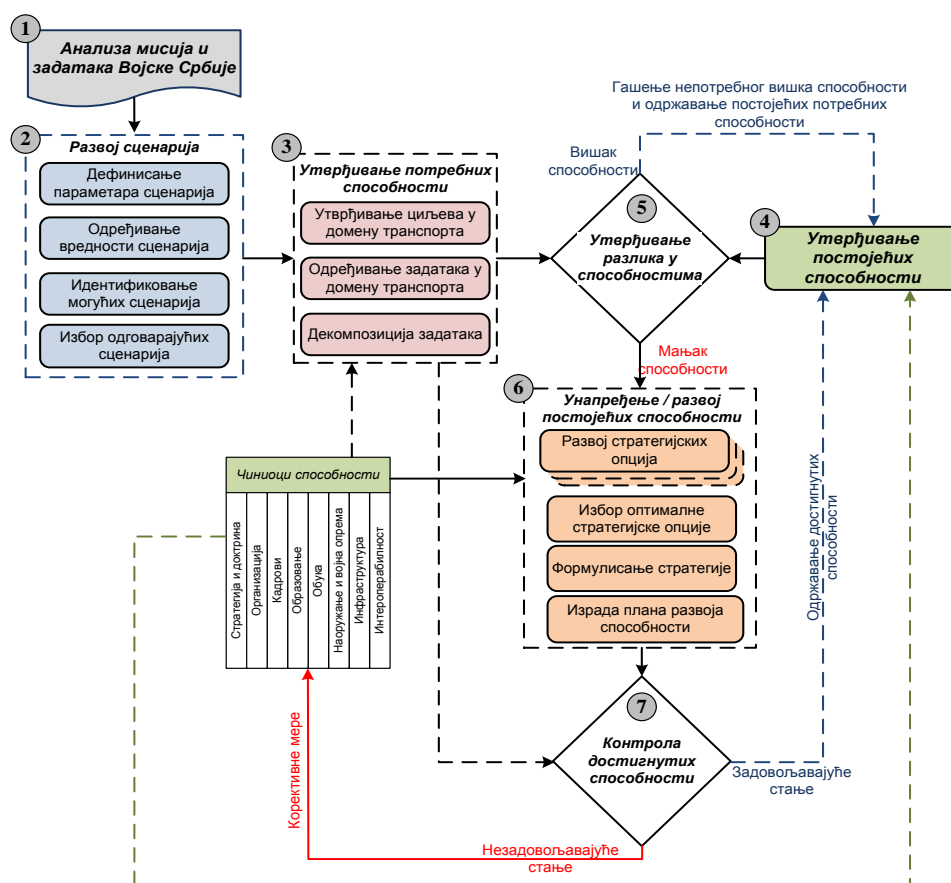 1
Анализа мисија и
задатака Војске Србије
2
Развој сценарија
Дефинисање
параметара сценарија
Одређивање
вредности сценарија
Идентификовање
могућих сценарија
Избор одговарајућих
сценарија
3
Утврђивање потребних
способности
Утврђивање циљева у
домену транспорта
Одређивање задатака у
домену транспорта
Декомпозиција задатака
Гашење непотребног вишка способности
и одржавање постојећих потребних
способности
Вишак
способности
5
Утврђивање
разлика у
способностима
4
Утврђивање
постојећих
способности
Мањак
способности
6
Унапређење / развој
постојећих способности
Развој стратегијских
опција
Избор оптималне
стратегијске опције
Формулисање стратегије
Израда плана развоја
способности
Одржавање достигнутих
способности
Чиниоци способности
Стратегија и доктрина
Организација
Кадрови
Образовање
Обука
Наоружање и војна опрема
Инфраструктура
Интероперабилност
7
Контрола
достигнутих
способности
Задовољавајуће
стање
Корективне мере
Незадовољавајуће
стање